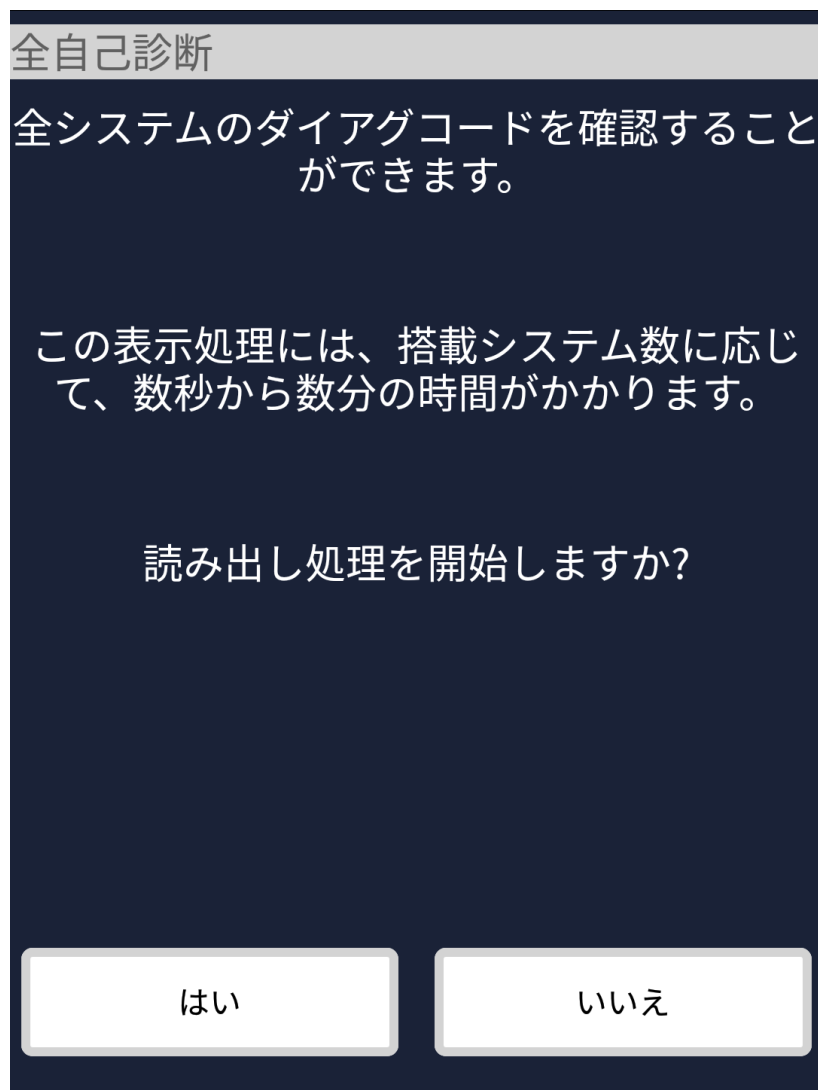 全自己診断
全システムのダイアグコードを確認すること
ができます。
この表示処理には、搭載システム数に応じ
て、数秒から数分の時間がかかります。
読み出し処理を開始しますか?
はい
いいえ